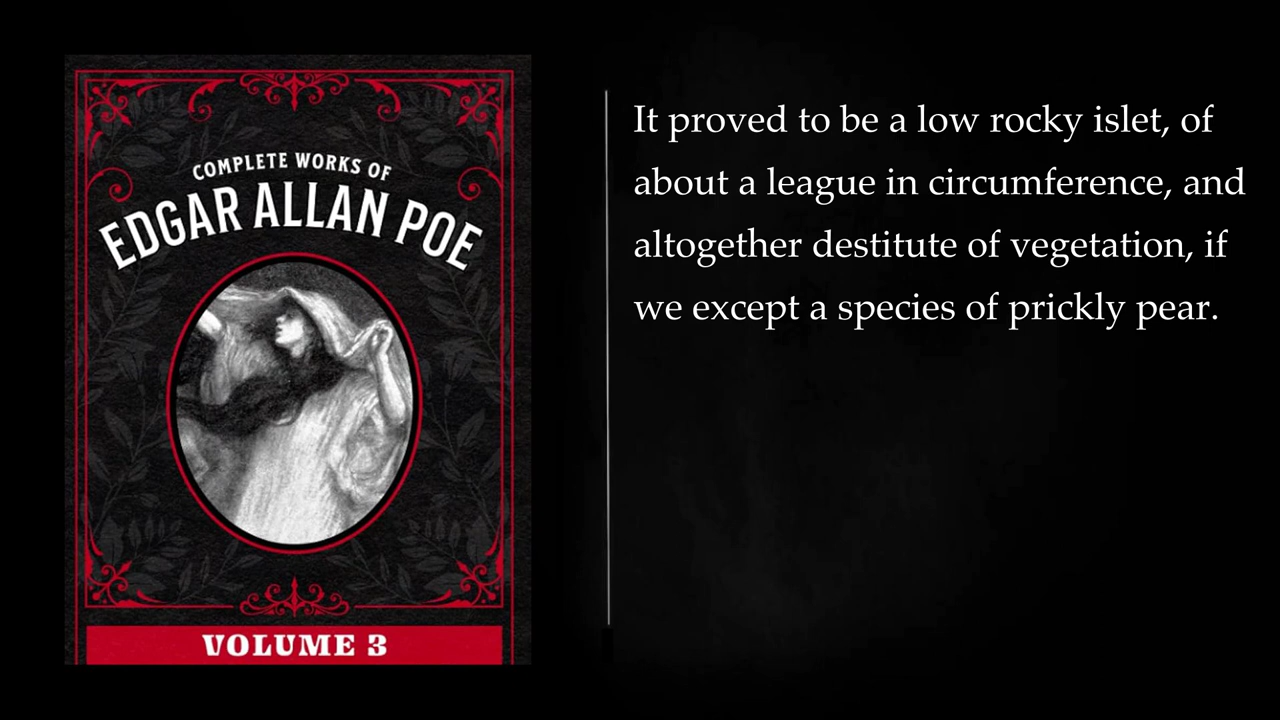 COMPLETE WORKS OF
EDGAR ALLAN POE
VOLUME 3
It proved to be a low rocky islet, of
about a league in circumference, and
altogether destitute of vegetation, if
we except a species of prickly pear.